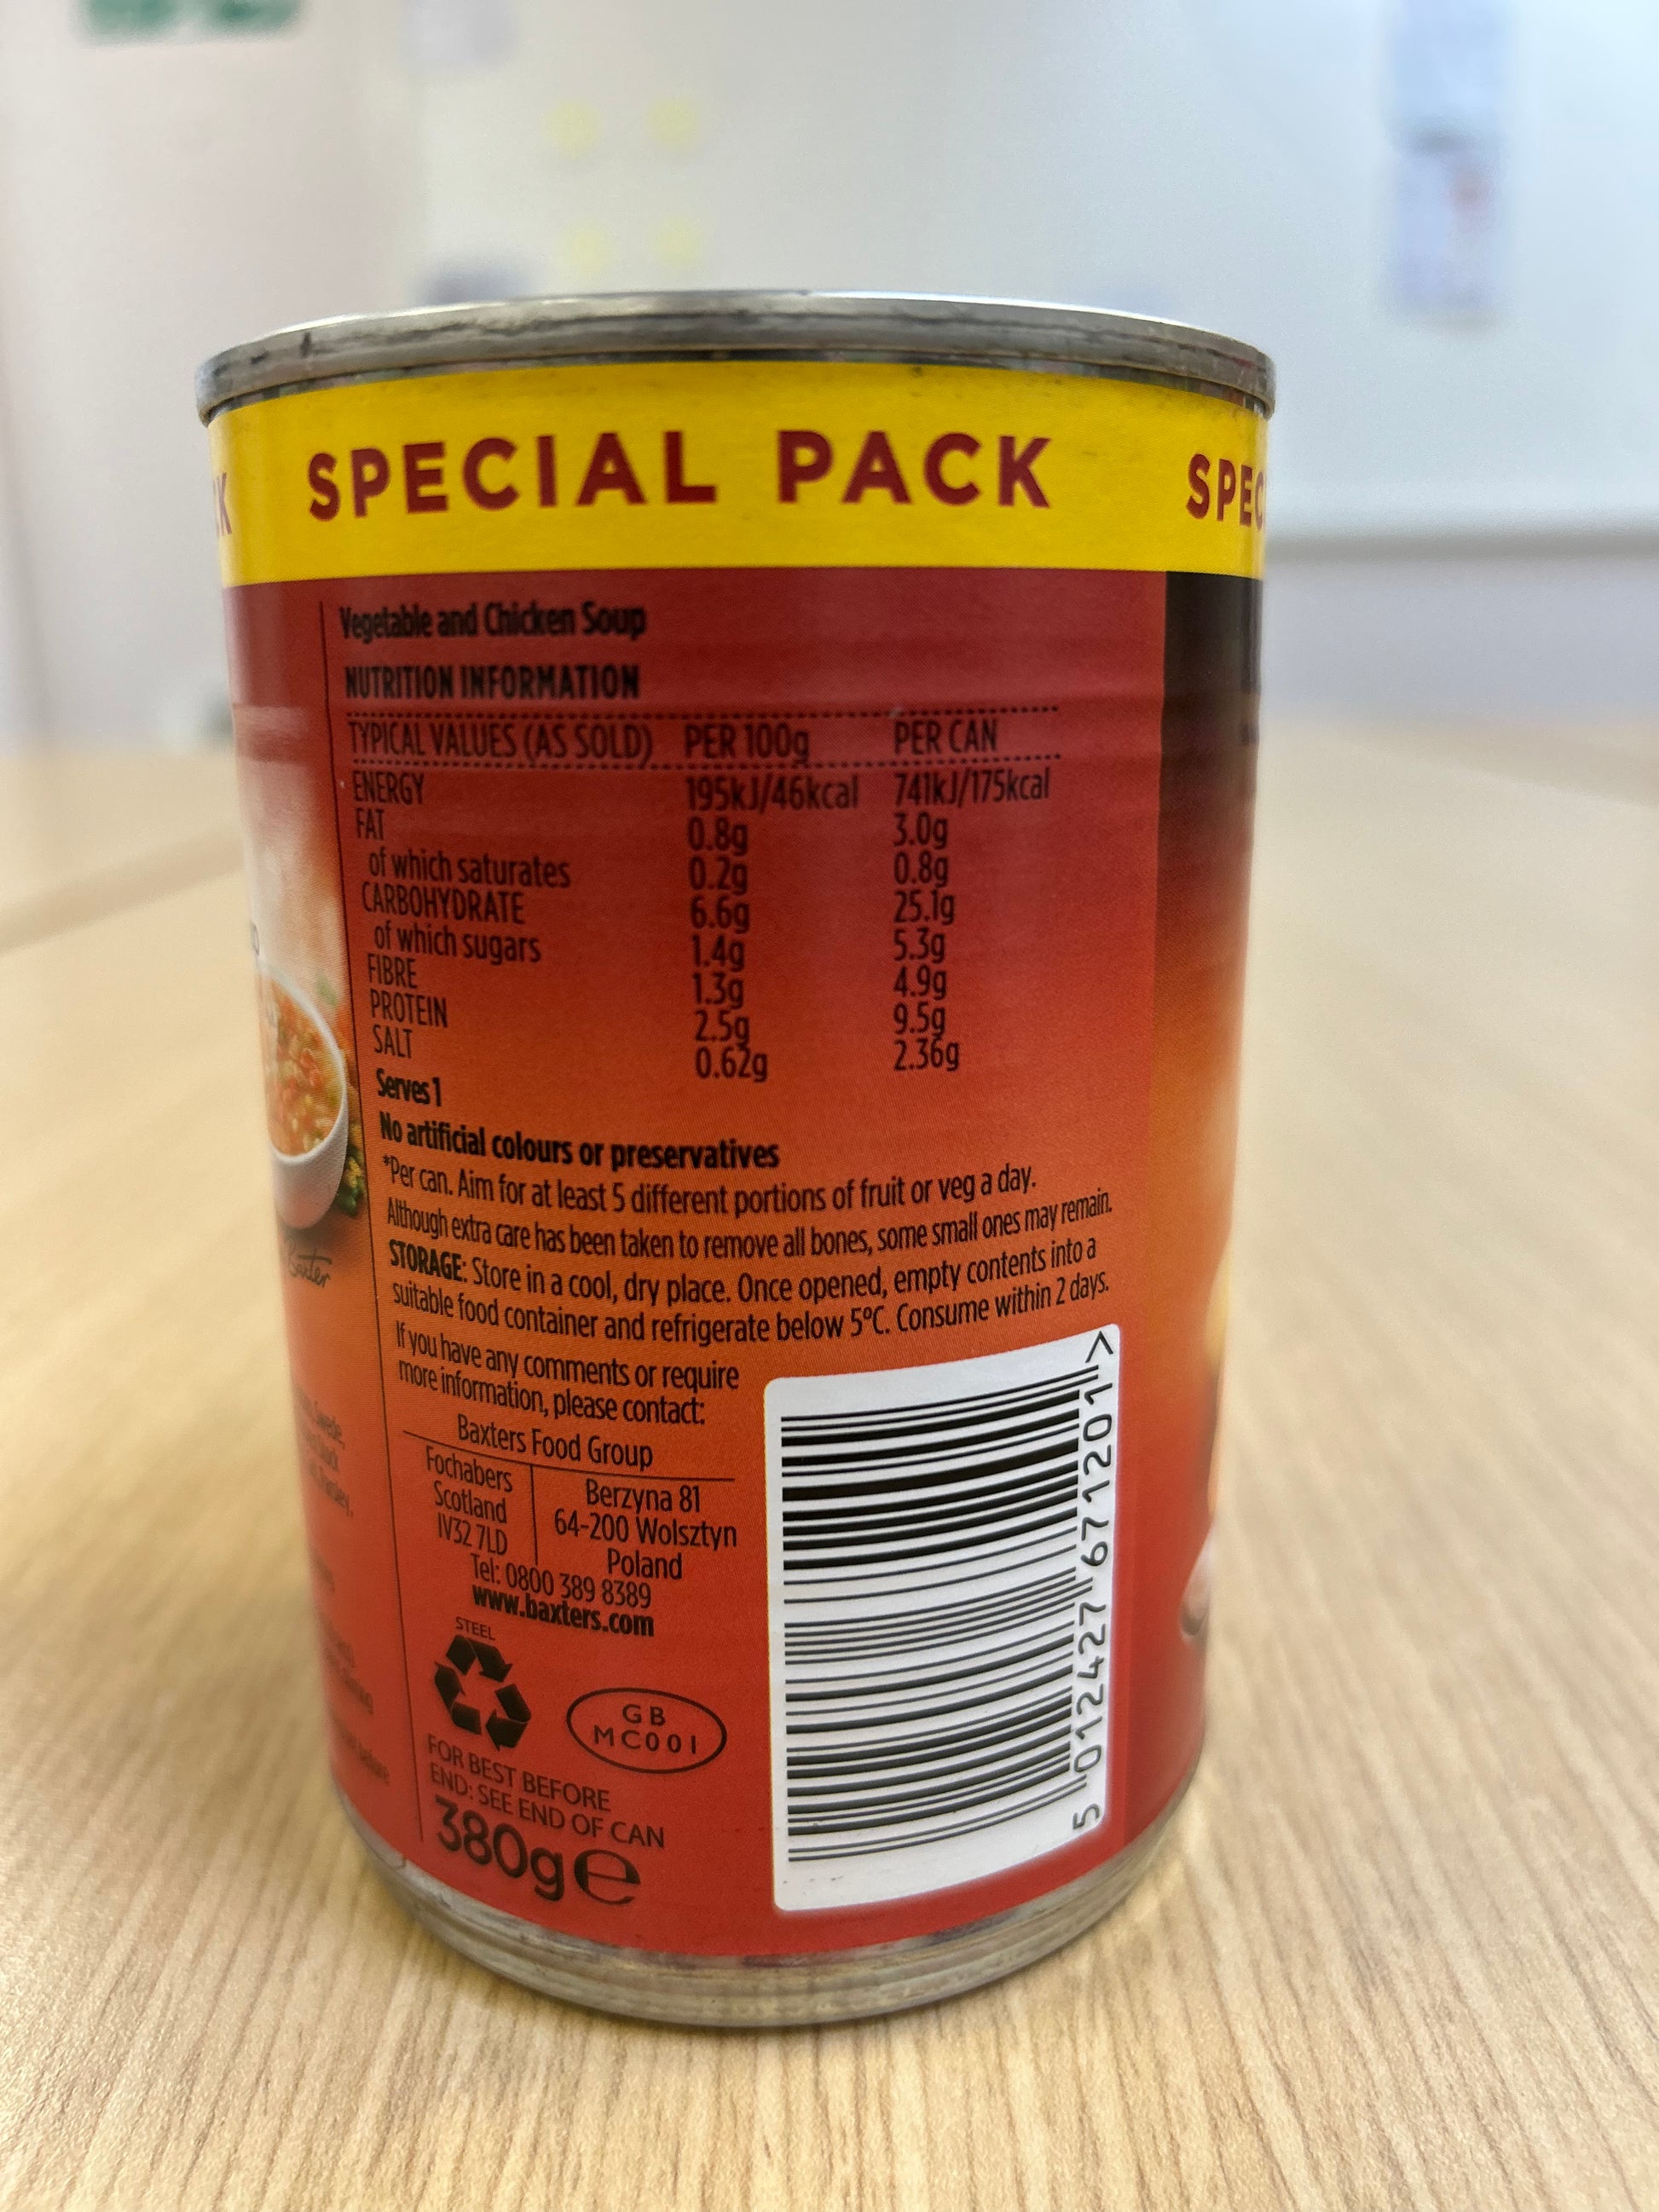 SPECIAL PACK
Vegetable and Chicken Soup
NUTRITION INFORMATION
TYPICAL VALUES (AS SOLD) PER 100g PER CAN
ENERGY 195kJ/46kcal 741kJ/175kcal
FAT 0.8g 3.0g
of which saturates 0.2g 0.8g
CARBOHYDRATE 6.6g 25.1g
of which sugars 1.4g 5.3g
FIBRE 1.3g 4.9g
PROTEIN 2.5g 9.5g
SALT 0.62g 2.36g
Serves 1
No artificial colours or preservatives
*Per can. Aim for at least 5 different portions of fruit or veg a day.
Although extra care has been taken to remove all bones, some small ones may remain.
STORAGE: Store in a cool, dry place. Once opened, empty contents into a
suitable food container and refrigerate below 5°C. Consume within 2 days.
If you have any comments or require
more information, please contact:
Baxters Food Group
Fochabers
Scotland
IV32 7LD
Berzyna 81
64-200 Wolsztyn
Poland
Tel: 0800 389 8389
www.baxters.com
STEEL
GB
MC001
FOR BEST BEFORE
END: SEE END OF CAN
380g e
5 012427 671201 >
Baxter
Swede,